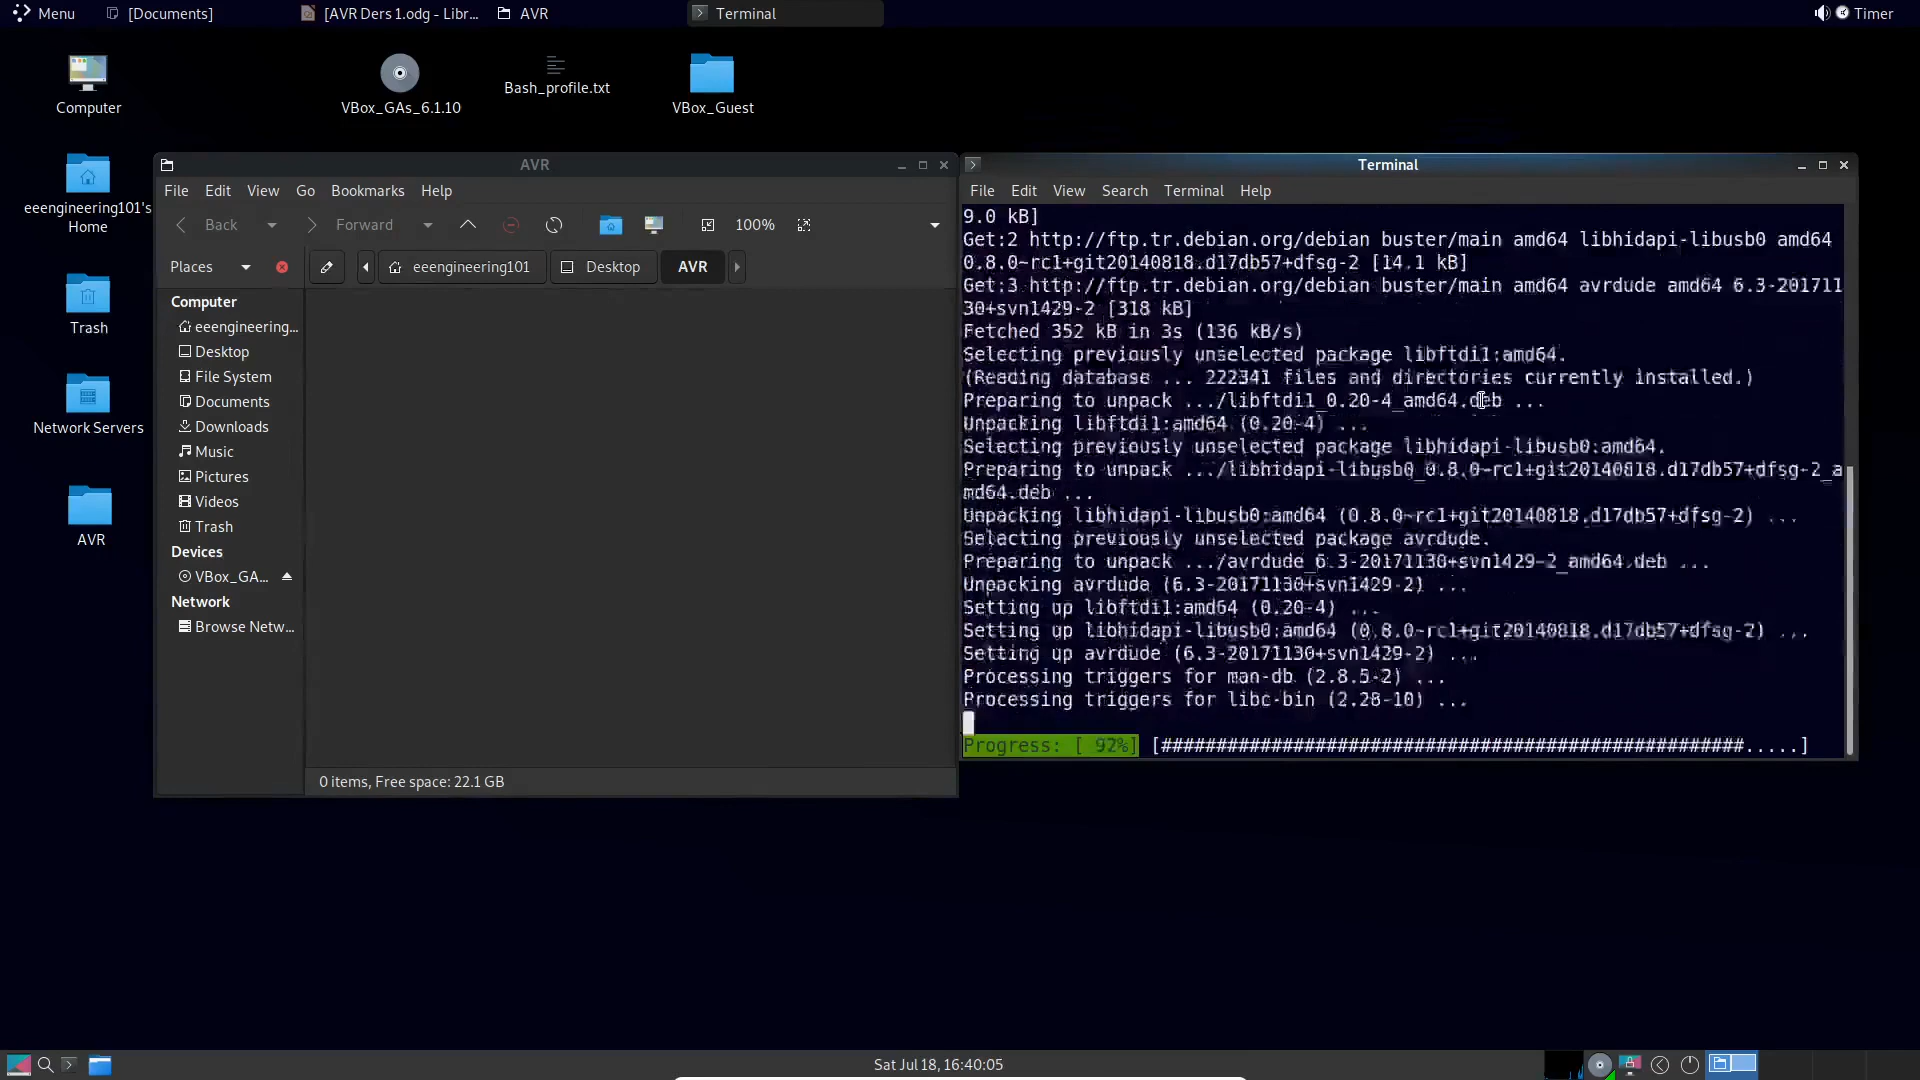 Menu
[Documents]
[AVR Ders 1.odg - Libr...
AVR
Terminal
Timer
Computer
VBox_GAs_6.1.10
Bash_profile.txt
VBox_Guest
eeengineering101's
Home
Trash
Network Servers
AVR
AVR
File Edit View Go Bookmarks Help
Back Forward 100%
Places eeengineering101 Desktop AVR
Computer
eeengineering...
Desktop
File System
Documents
Downloads
Music
Pictures
Videos
Trash
Devices
VBox_GA...
Network
Browse Netw...
0 items, Free space: 22.1 GB
Terminal
File Edit View Search Terminal Help
9.0 kB]
Get:2 http://ftp.tr.debian.org/debian buster/main amd64 libhidapi-libusb0 amd64
0.8.0~rc1+git20140818.d17db57+dfsg-2 [14.1 kB]
Get:3 http://ftp.tr.debian.org/debian buster/main amd64 avrdude amd64 6.3-201711
30+svn1429-2 [318 kB]
Fetched 352 kB in 3s (136 kB/s)
Selecting previously unselected package libftdi1:amd64.
(Reading database ... 222341 files and directories currently installed.)
Preparing to unpack .../libftdi1_0.20-4_amd64.deb ...
Unpacking libftdi1:amd64 (0.20-4) ...
Selecting previously unselected package libhidapi-libusb0:amd64.
Preparing to unpack .../libhidapi-libusb0_0.8.0~rc1+git20140818.d17db57+dfsg-2_a
md64.deb ...
Unpacking libhidapi-libusb0:amd64 (0.8.0~rc1+git20140818.d17db57+dfsg-2) ...
Selecting previously unselected package avrdude.
Preparing to unpack .../avrdude_6.3-20171130+svn1429-2_amd64.deb ...
Unpacking avrdude (6.3-20171130+svn1429-2) ...
Setting up libftdi1:amd64 (0.20-4) ...
Setting up libhidapi-libusb0:amd64 (0.8.0~rc1+git20140818.d17db57+dfsg-2) ...
Setting up avrdude (6.3-20171130+svn1429-2) ...
Processing triggers for man-db (2.8.5-2) ...
Processing triggers for libc-bin (2.28-10) ...
Progress: [ 92%] [#####################################################.....]
Sat Jul 18, 16:40:05